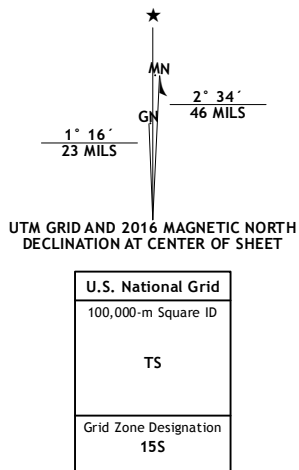 MN
GN
2° 34´
46 MILS
1° 16´
23 MILS
UTM GRID AND 2016 MAGNETIC NORTH
DECLINATION AT CENTER OF SHEET
U.S. National Grid
100,000-m Square ID
TS
Grid Zone Designation
15S